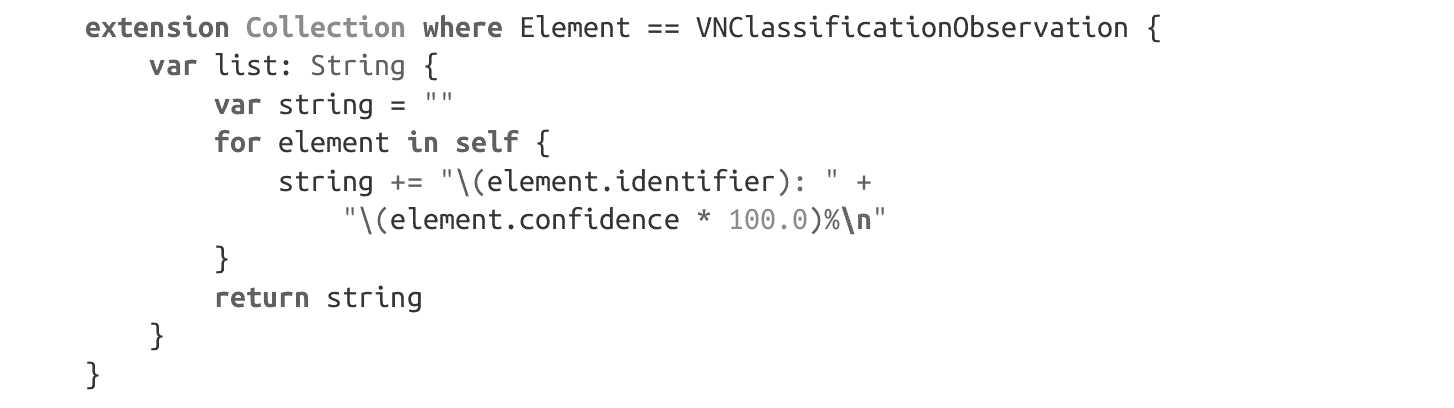 extension Collection where Element == VNClassificationObservation {
    var list: String {
        var string = ""
        for element in self {
            string += "\(element.identifier): " +
                "\(element.confidence * 100.0)%\n"
        }
        return string
    }
}